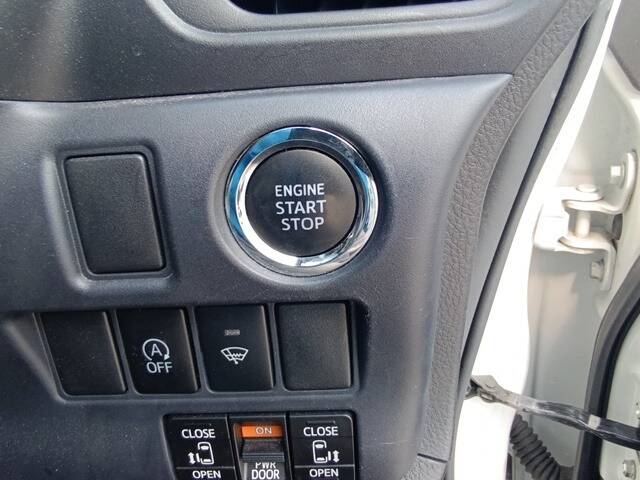 ENGINE
START
STOP
A
OFF
CLOSE
ON
CLOSE
OPEN
PWR
DOOR
OPEN